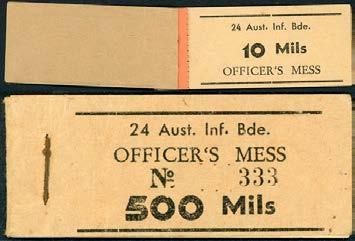 24 Aust. Inf. Bde.
10 Mils
OFFICER'S MESS
24 Aust. Inf. Bde.
OFFICER'S MESS
No 333
500 Mils